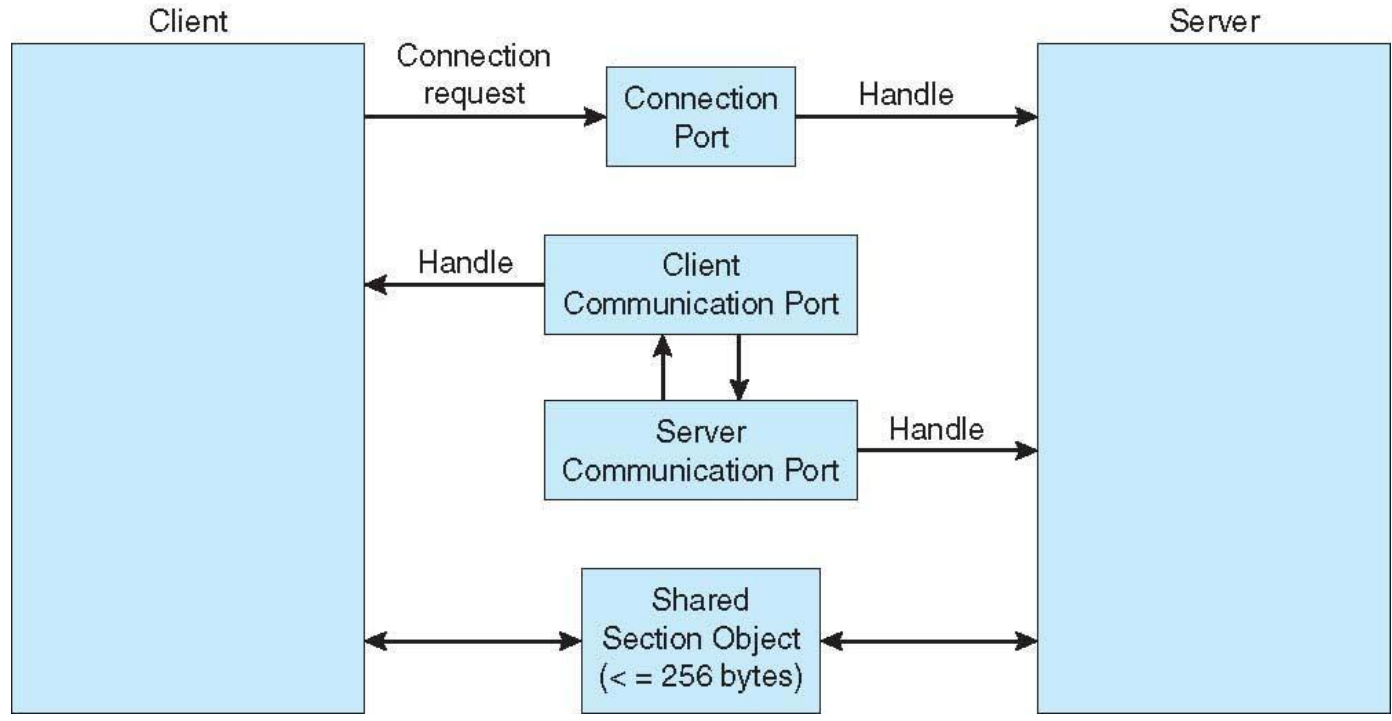 Client
Server
Connection
request
Connection
Port
Handle
Handle
Client
Communication Port
Server
Communication Port
Handle
Shared
Section Object
(< = 256 bytes)